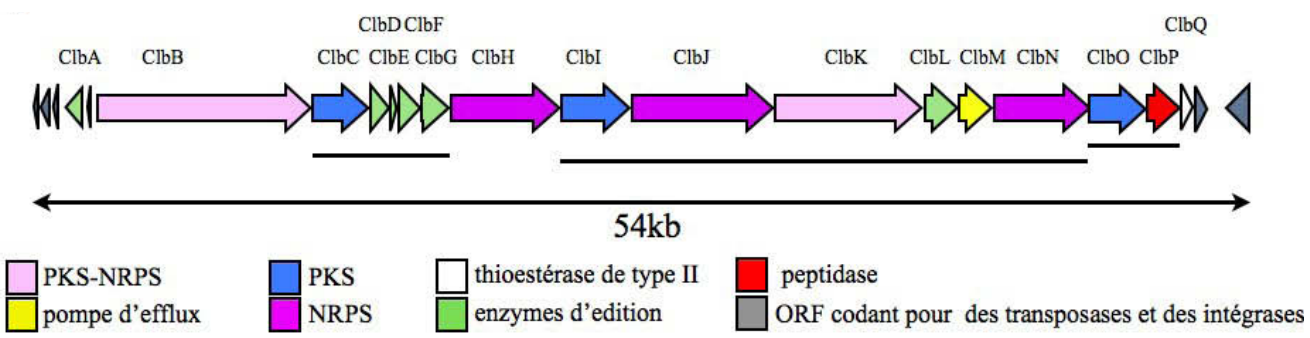 ClbD ClbF ClbQ
ClbA ClbB ClbC ClbE ClbG ClbH ClbI ClbJ ClbK ClbL ClbM ClbN ClbO ClbP
54kb
PKS-NRPS PKS thioestérase de type II peptidase
pompe d'efflux NRPS enzymes d'edition ORF codant pour des transposases et des intégrases